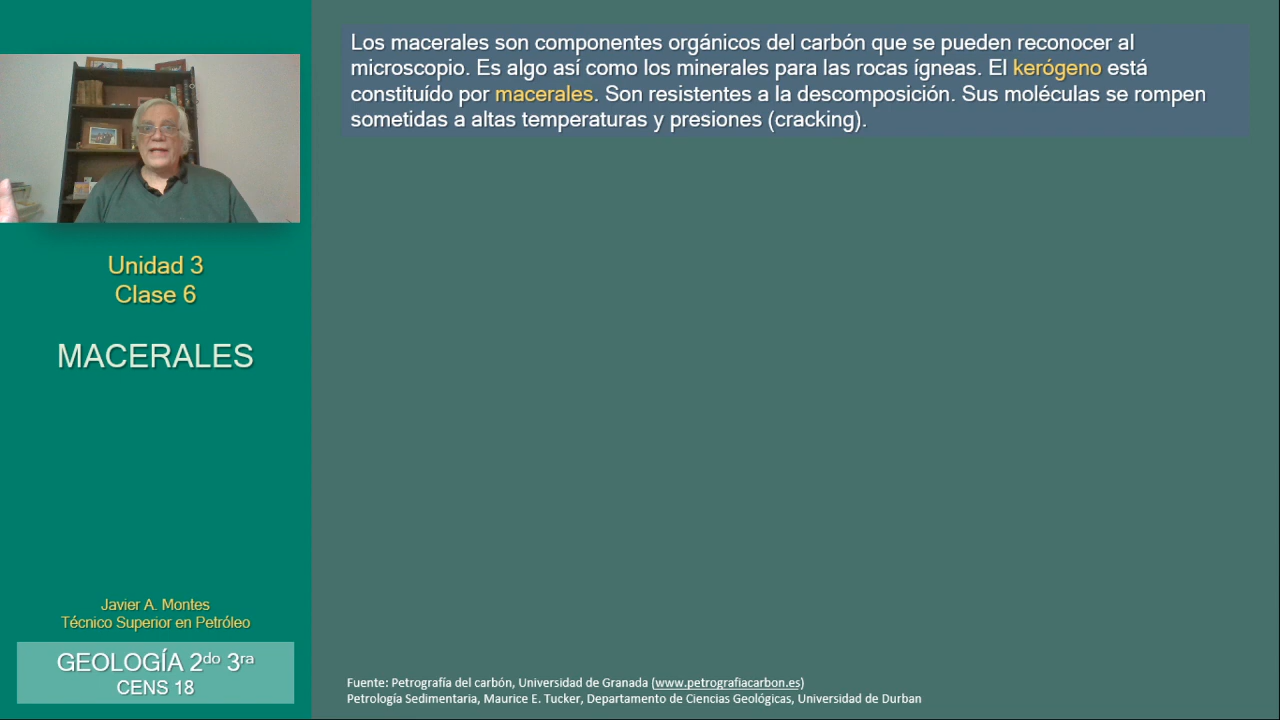 Los macerales son componentes orgánicos del carbón que se pueden reconocer al
microscopio. Es algo así como los minerales para las rocas ígneas. El kerógeno está
constituído por macerales. Son resistentes a la descomposición. Sus moléculas se rompen
sometidas a altas temperaturas y presiones (cracking).
Unidad 3
Clase 6
MACERALES
Javier A. Montes
Técnico Superior en Petróleo
GEOLOGÍA 2do 3ra
CENS 18
Fuente: Petrografía del carbón, Universidad de Granada (www.petrografiacarbon.es)
Petrología Sedimentaria, Maurice E. Tucker, Departamento de Ciencias Geológicas, Universidad de Durban